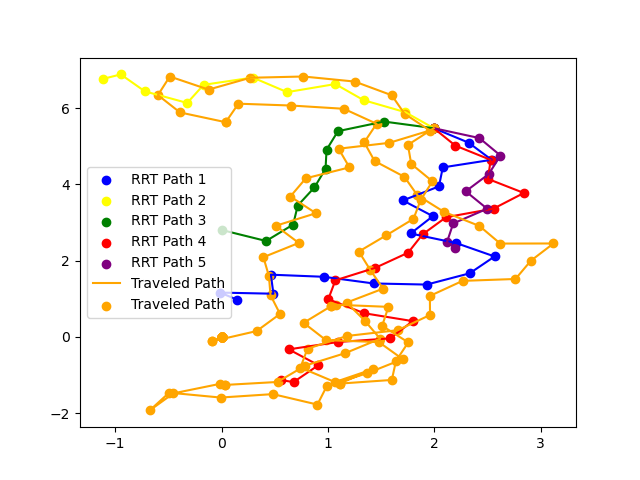 6
4
2
0
−2
RRT Path 1
RRT Path 2
RRT Path 3
RRT Path 4
RRT Path 5
Traveled Path
Traveled Path
−1 0 1 2 3